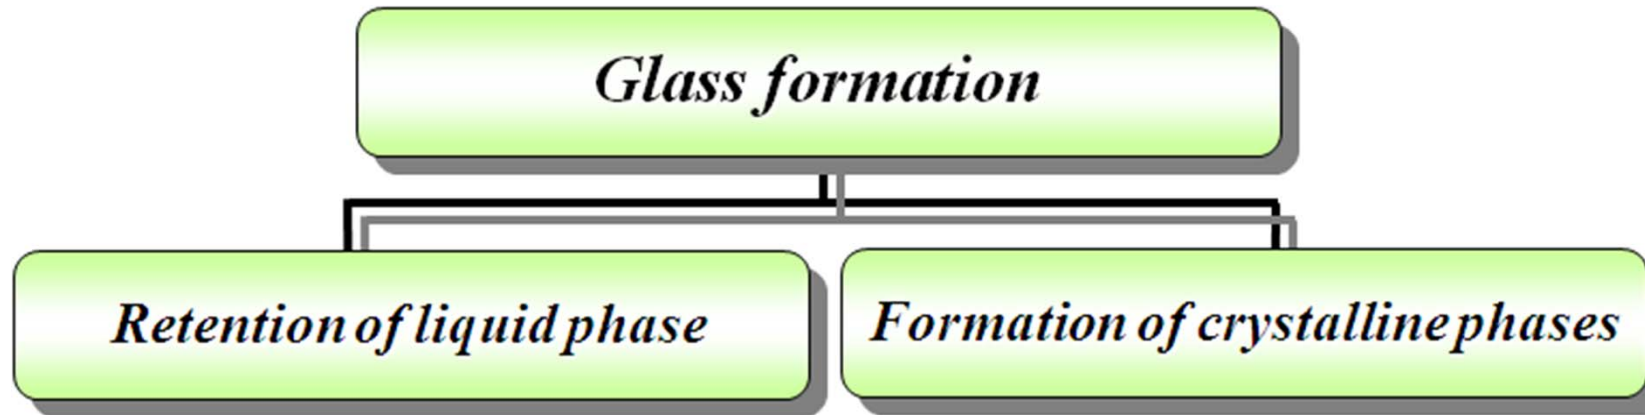 Glass formation
Retention of liquid phase
Formation of crystalline phases